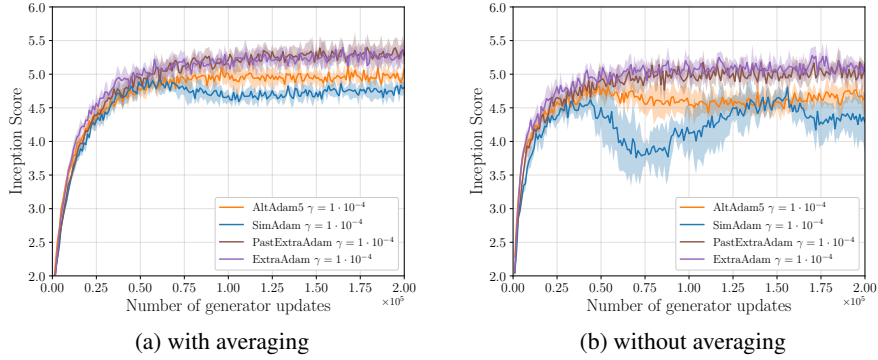 6.0
5.5
5.0
4.5
4.0
3.5
3.0
2.5
2.0
Inception Score
AltAdam5 γ = 1 · 10⁻⁴
SimAdam γ = 1 · 10⁻⁴
PastExtraAdam γ = 1 · 10⁻⁴
ExtraAdam γ = 1 · 10⁻⁴
0.00 0.25 0.50 0.75 1.00 1.25 1.50 1.75 2.00
×10⁵
Number of generator updates
(a) with averaging
6.0
5.5
5.0
4.5
4.0
3.5
3.0
2.5
2.0
Inception Score
AltAdam5 γ = 1 · 10⁻⁴
SimAdam γ = 1 · 10⁻⁴
PastExtraAdam γ = 1 · 10⁻⁴
ExtraAdam γ = 1 · 10⁻⁴
0.00 0.25 0.50 0.75 1.00 1.25 1.50 1.75 2.00
×10⁵
Number of generator updates
(b) without averaging